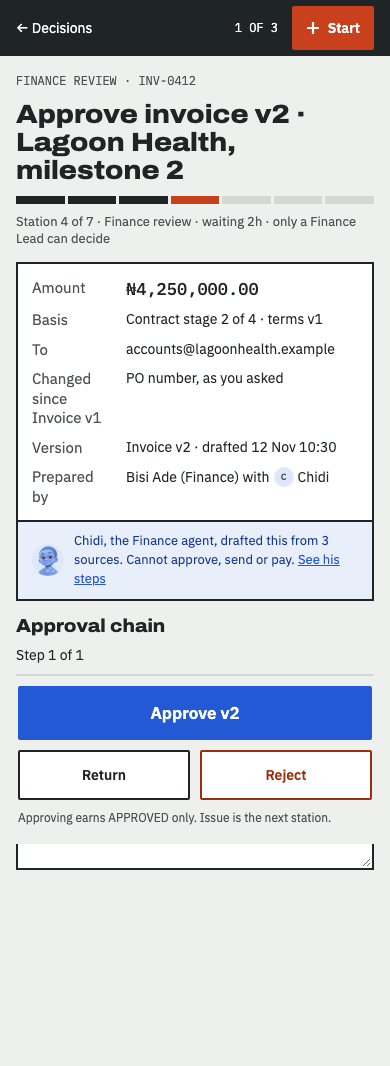 ← Decisions
1 OF 3
+ Start
FINANCE REVIEW · INV-0412
Approve invoice v2 ·
Lagoon Health,
milestone 2
Station 4 of 7 · Finance review · waiting 2h · only a Finance
Lead can decide
Amount ₦4,250,000.00
Basis Contract stage 2 of 4 · terms v1
To accounts@lagoonhealth.example
Changed PO number, as you asked
since
Invoice v1
Version Invoice v2 · drafted 12 Nov 10:30
Prepared Bisi Ade (Finance) with C Chidi
by
Chidi, the Finance agent, drafted this from 3
sources. Cannot approve, send or pay. See his
steps
Approval chain
Step 1 of 1
Approve v2
Return
Reject
Approving earns APPROVED only. Issue is the next station.